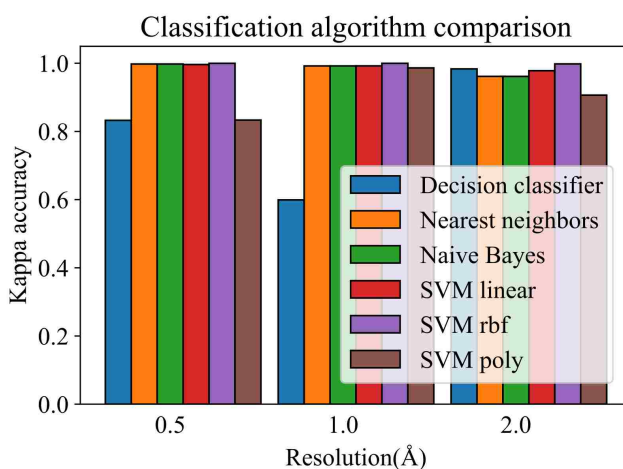 Classification algorithm comparison
Kappa accuracy
1.0
0.8
0.6
0.4
0.2
0.0
Decision classifier
Nearest neighbors
Naive Bayes
SVM linear
SVM rbf
SVM poly
0.5 1.0 2.0
Resolution(Å)